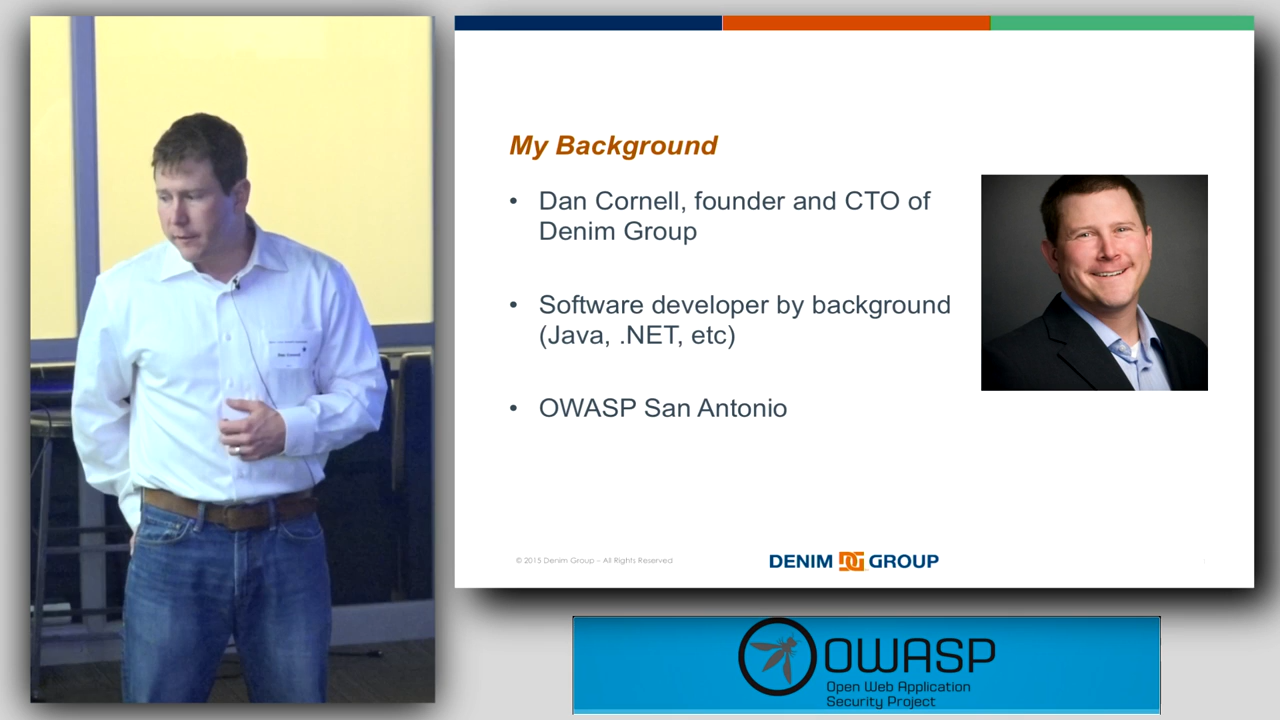 My Background
• Dan Cornell, founder and CTO of
Denim Group
• Software developer by background
(Java, .NET, etc)
• OWASP San Antonio
© 2015 Denim Group – All Rights Reserved
DENIM DG GROUP
OWASP
Open Web Application
Security Project